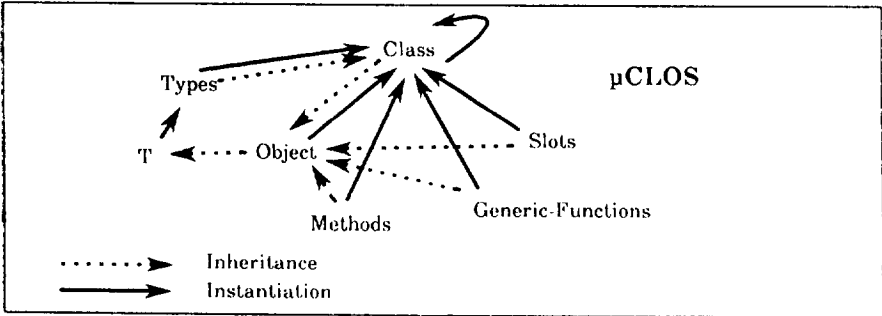 Class
µCLOS
Types
Slots
T
Object
Generic-Functions
Methods
Inheritance
Instantiation